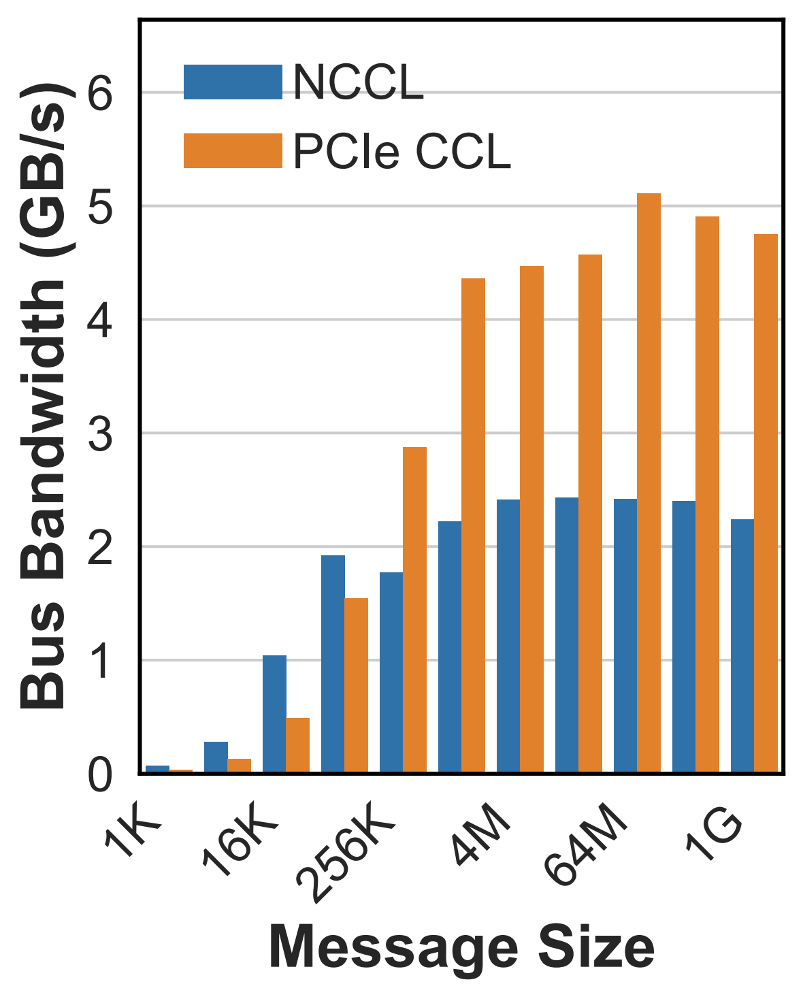 NCCL
PCIe CCL
Bus Bandwidth (GB/s)
6
5
4
3
2
1
0
1K
16K
256K
4M
64M
1G
Message Size